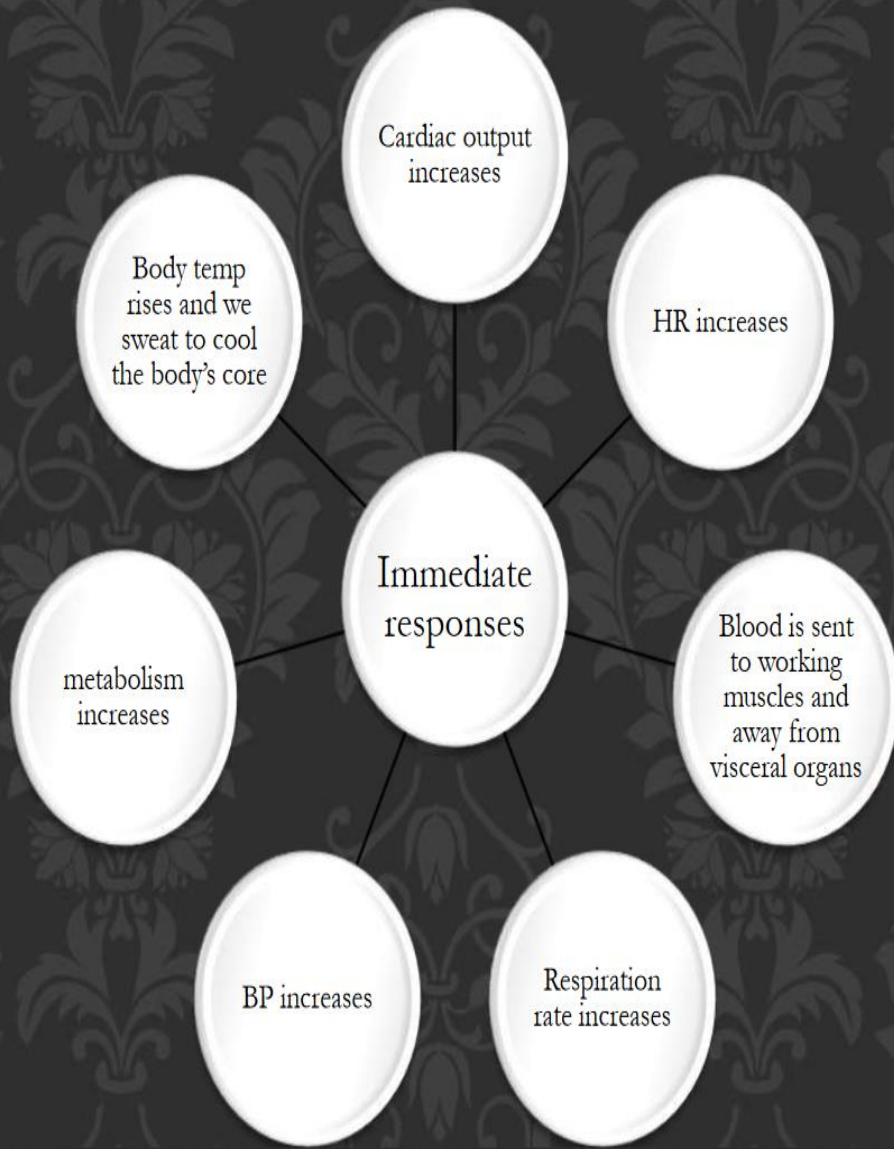 Cardiac output
increases
HR increases
Blood is sent
to working
muscles and
away from
visceral organs
Respiration
rate increases
BP increases
metabolism
increases
Body temp
rises and we
sweat to cool
the body’s core
Immediate
responses